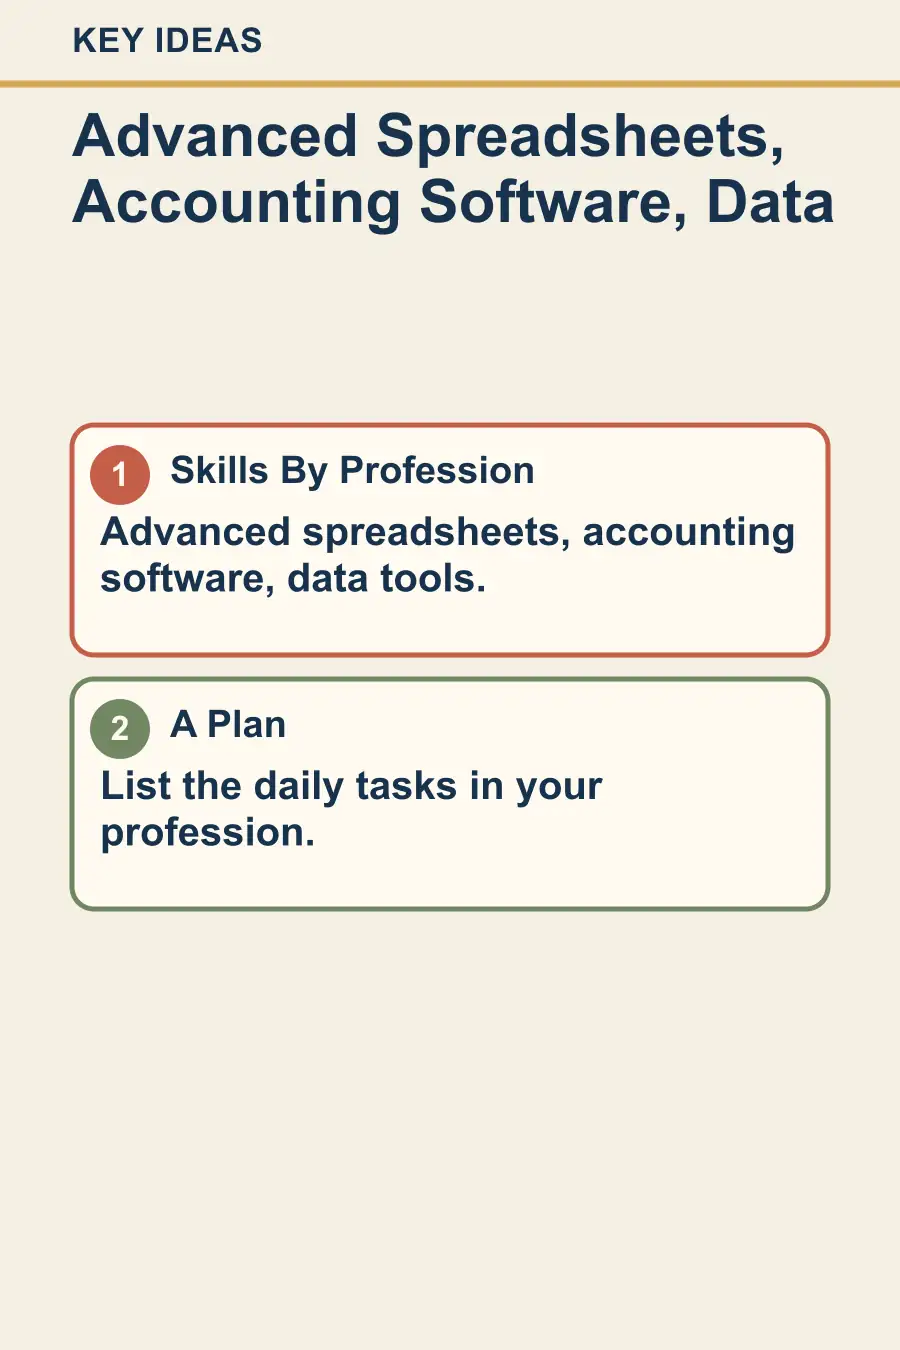 KEY IDEAS
Advanced Spreadsheets,
Accounting Software, Data
1 Skills By Profession
Advanced spreadsheets, accounting
software, data tools.
2 A Plan
List the daily tasks in your
profession.